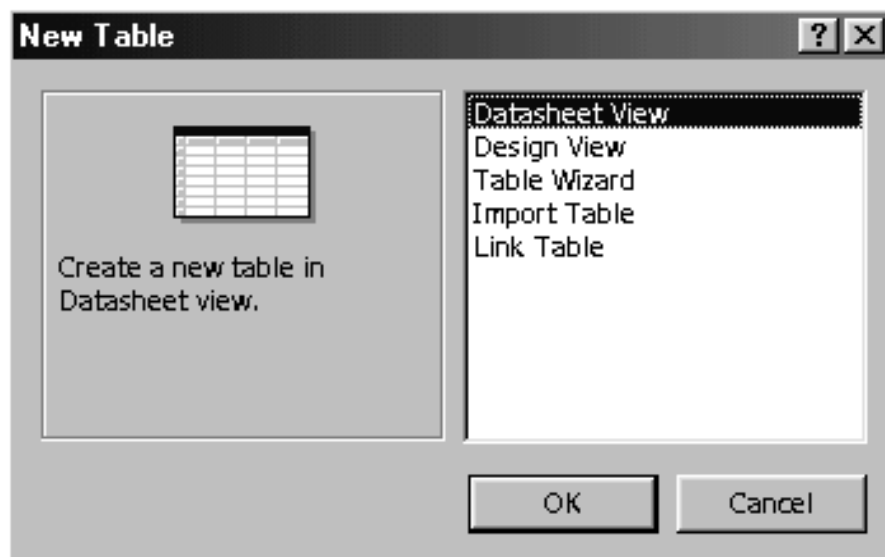 New Table
Create a new table in
Datasheet view.
Datasheet View
Design View
Table Wizard
Import Table
Link Table
OK
Cancel